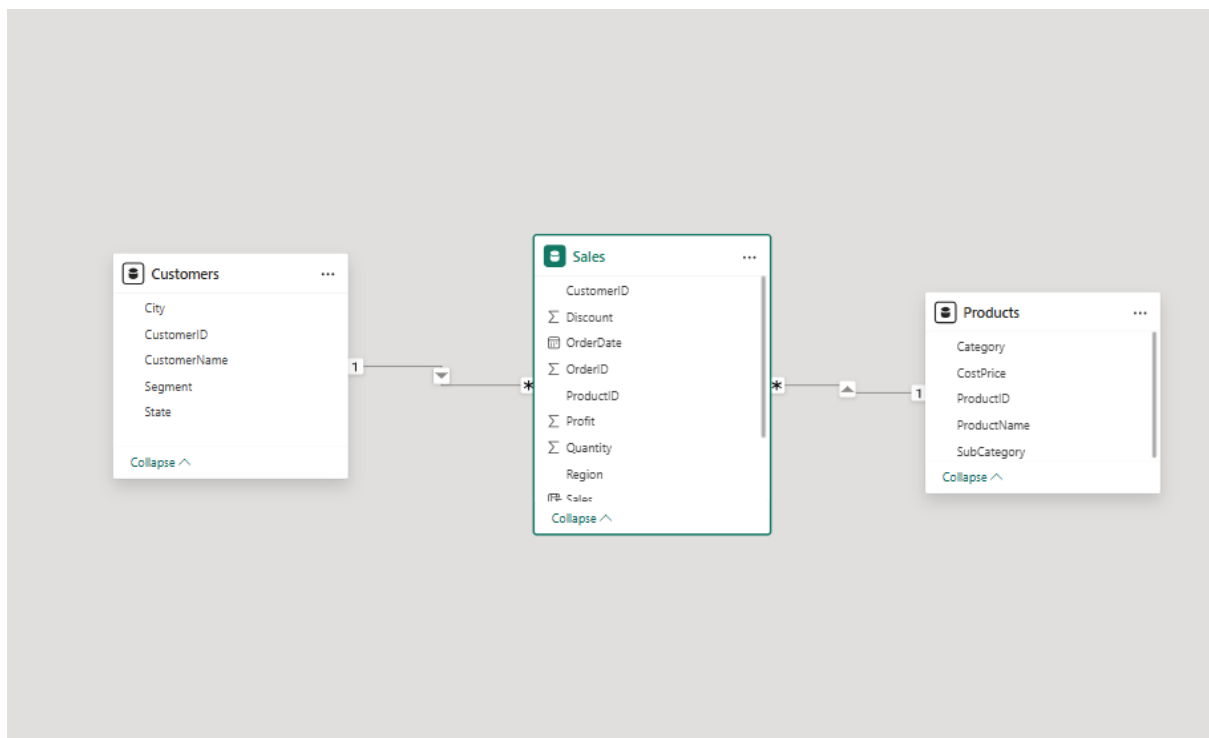 Customers
City
CustomerID
CustomerName
Segment
State
Collapse
1
*
Sales
CustomerID
Discount
OrderDate
OrderID
ProductID
Profit
Quantity
Region
Sales
Collapse
*
1
Products
Category
CostPrice
ProductID
ProductName
SubCategory
Collapse